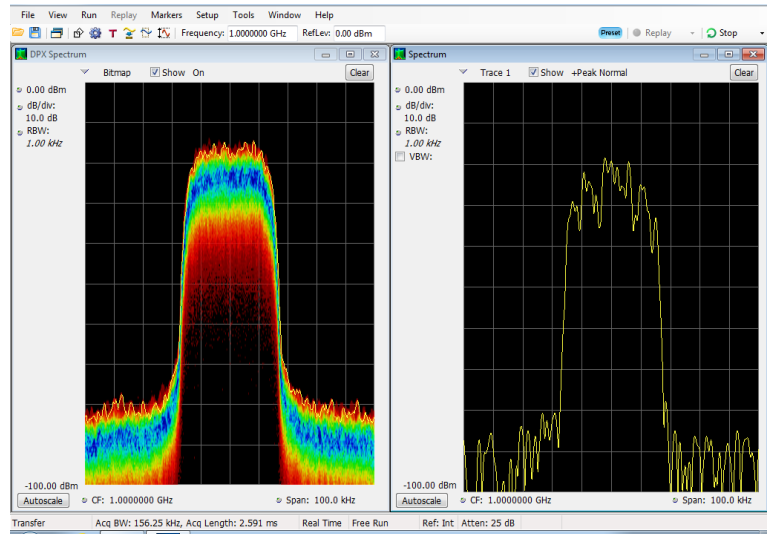 File View Run Replay Markers Setup Tools Window Help
T Frequency: 1.0000000 GHz RefLev: 0.00 dBm Preset Replay Stop
DPX Spectrum
Bitmap Show On Clear
0.00 dBm
dB/div:
10.0 dB
RBW:
1.00 kHz
-100.00 dBm
Autoscale CF: 1.0000000 GHz Span: 100.0 kHz
Spectrum
Trace 1 Show +Peak Normal Clear
0.00 dBm
dB/div:
10.0 dB
RBW:
1.00 kHz
VBW:
-100.00 dBm
Autoscale CF: 1.0000000 GHz Span: 100.0 kHz
Transfer Acq BW: 156.25 kHz, Acq Length: 2.591 ms Real Time Free Run Ref: Int Atten: 25 dB